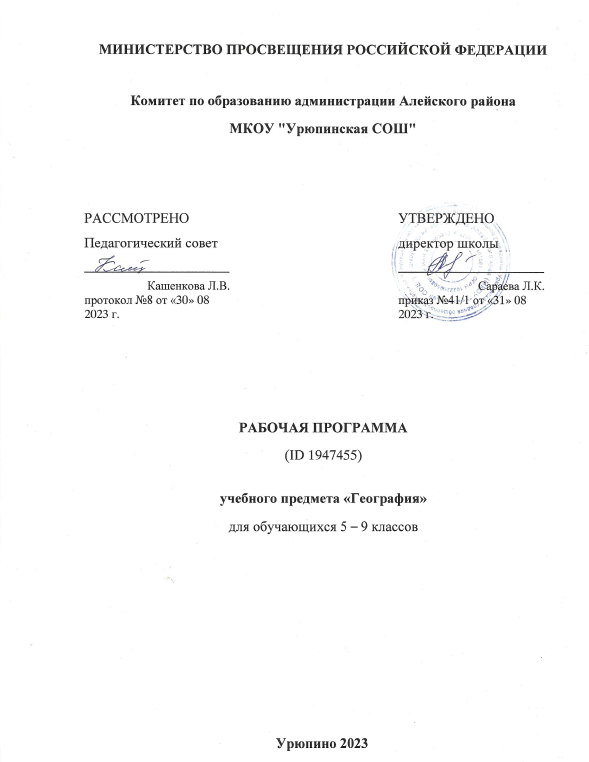 МИНИСТЕРСТВО ПРОСВЕЩЕНИЯ РОССИЙСКОЙ ФЕДЕРАЦИИ
Комитет по образованию администрации Алейского района
МКОУ "Урюпинская СОШ"
РАССМОТРЕНО
Педагогический совет
Кашенкова Л.В.
протокол №8 от «30» 08
2023 г.
УТВЕРЖДЕНО
директор школы
Сараева Л.К.
приказ №41/1 от «31» 08
2023 г.
РАБОЧАЯ ПРОГРАММА
(ID 1947455)
учебного предмета «География»
для обучающихся 5 – 9 классов
Урюпино 2023